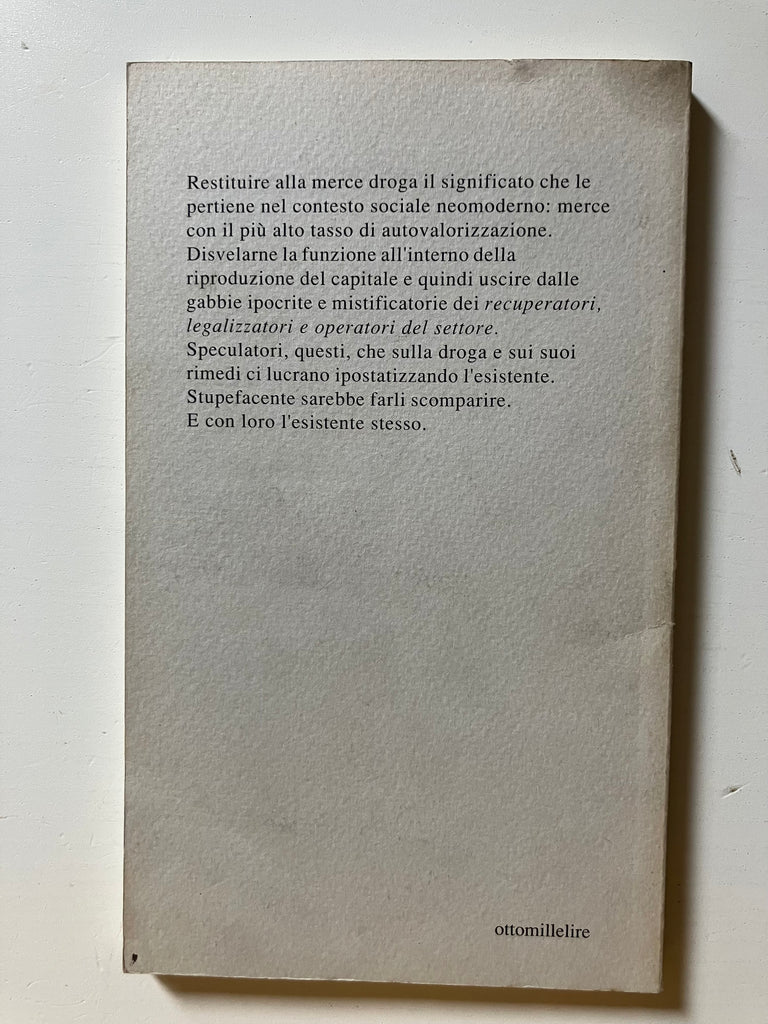 Restituire alla merce droga il significato che le
pertiene nel contesto sociale neomoderno: merce
con il più alto tasso di autovalorizzazione.
Disvelarne la funzione all'interno della
riproduzione del capitale e quindi uscire dalle
gabbie ipocrite e mistificatorie dei recuperatori,
legalizzatori e operatori del settore.
Speculatori, questi, che sulla droga e sui suoi
rimedi ci lucrano ipostatizzando l'esistente.
Stupefacente sarebbe farli scomparire.
E con loro l'esistente stesso.
ottomillelire